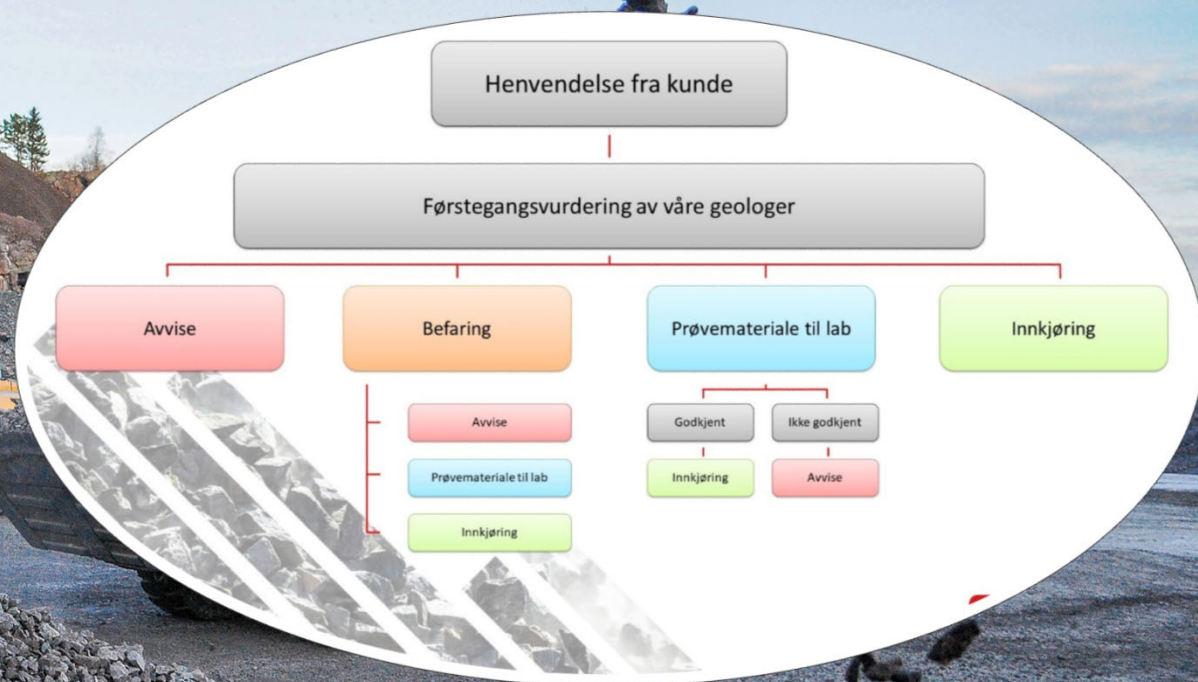 Henvendelse fra kunde
Førstegangsvurdering av våre geologer
Avvise
Befaring
Prøvemateriale til lab
Innkjøring
Avvise
Prøvemateriale til lab
Innkjøring
Godkjent
Ikke godkjent
Innkjøring
Avvise